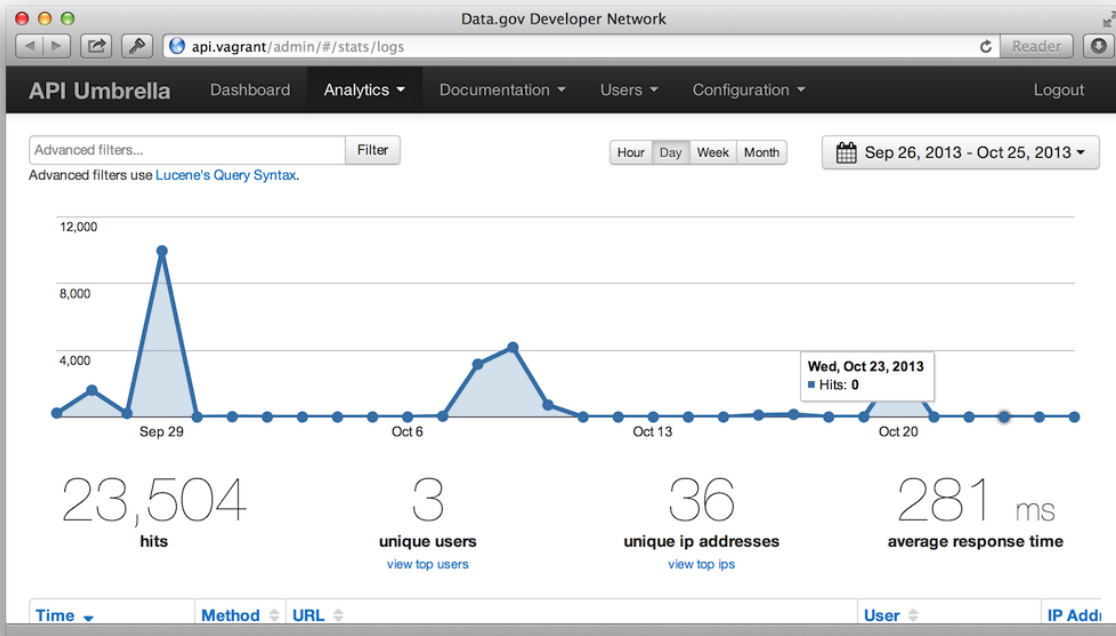 Data.gov Developer Network
api.vagrant/admin/#/stats/logs
Reader
API Umbrella Dashboard Analytics Documentation Users Configuration Logout
Advanced filters... Filter Hour Day Week Month Sep 26, 2013 - Oct 25, 2013
Advanced filters use Lucene's Query Syntax.
12,000
8,000
4,000
Wed, Oct 23, 2013
Hits: 0
Sep 29 Oct 6 Oct 13 Oct 20
23,504 3 36 281 ms
hits unique users unique ip addresses average response time
view top users view top ips
Time Method URL User IP Addr